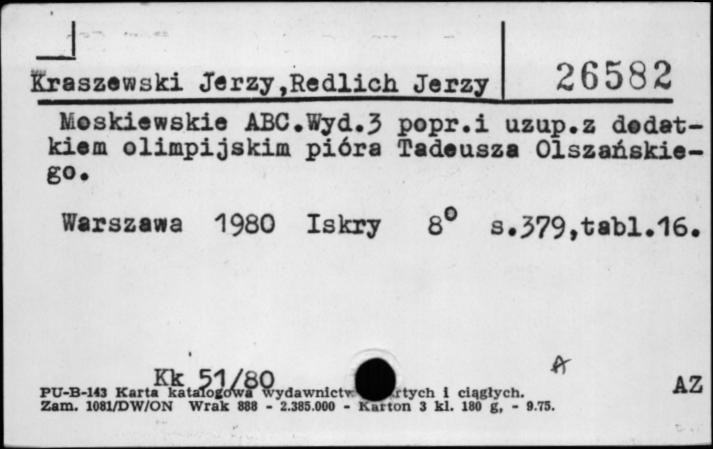 Kraszewski Jerzy,Redlich Jerzy 26582
Moskiewskie ABC.Wyd.3 popr.i uzup.z dodat-
kiem olimpijskim pióra Tadeusza Olszańskie-
go.
Warszawa 1980 Iskry 8° s.379,tabl.16.
Kk 51/80
A
AZ
PU-B-143 Karta katalogowa wydawnictw rtych i ciągłych.
Zam. 1081/DW/ON Wrak 888 - 2.385.000 - Karton 3 kl. 180 g, - 9.75.